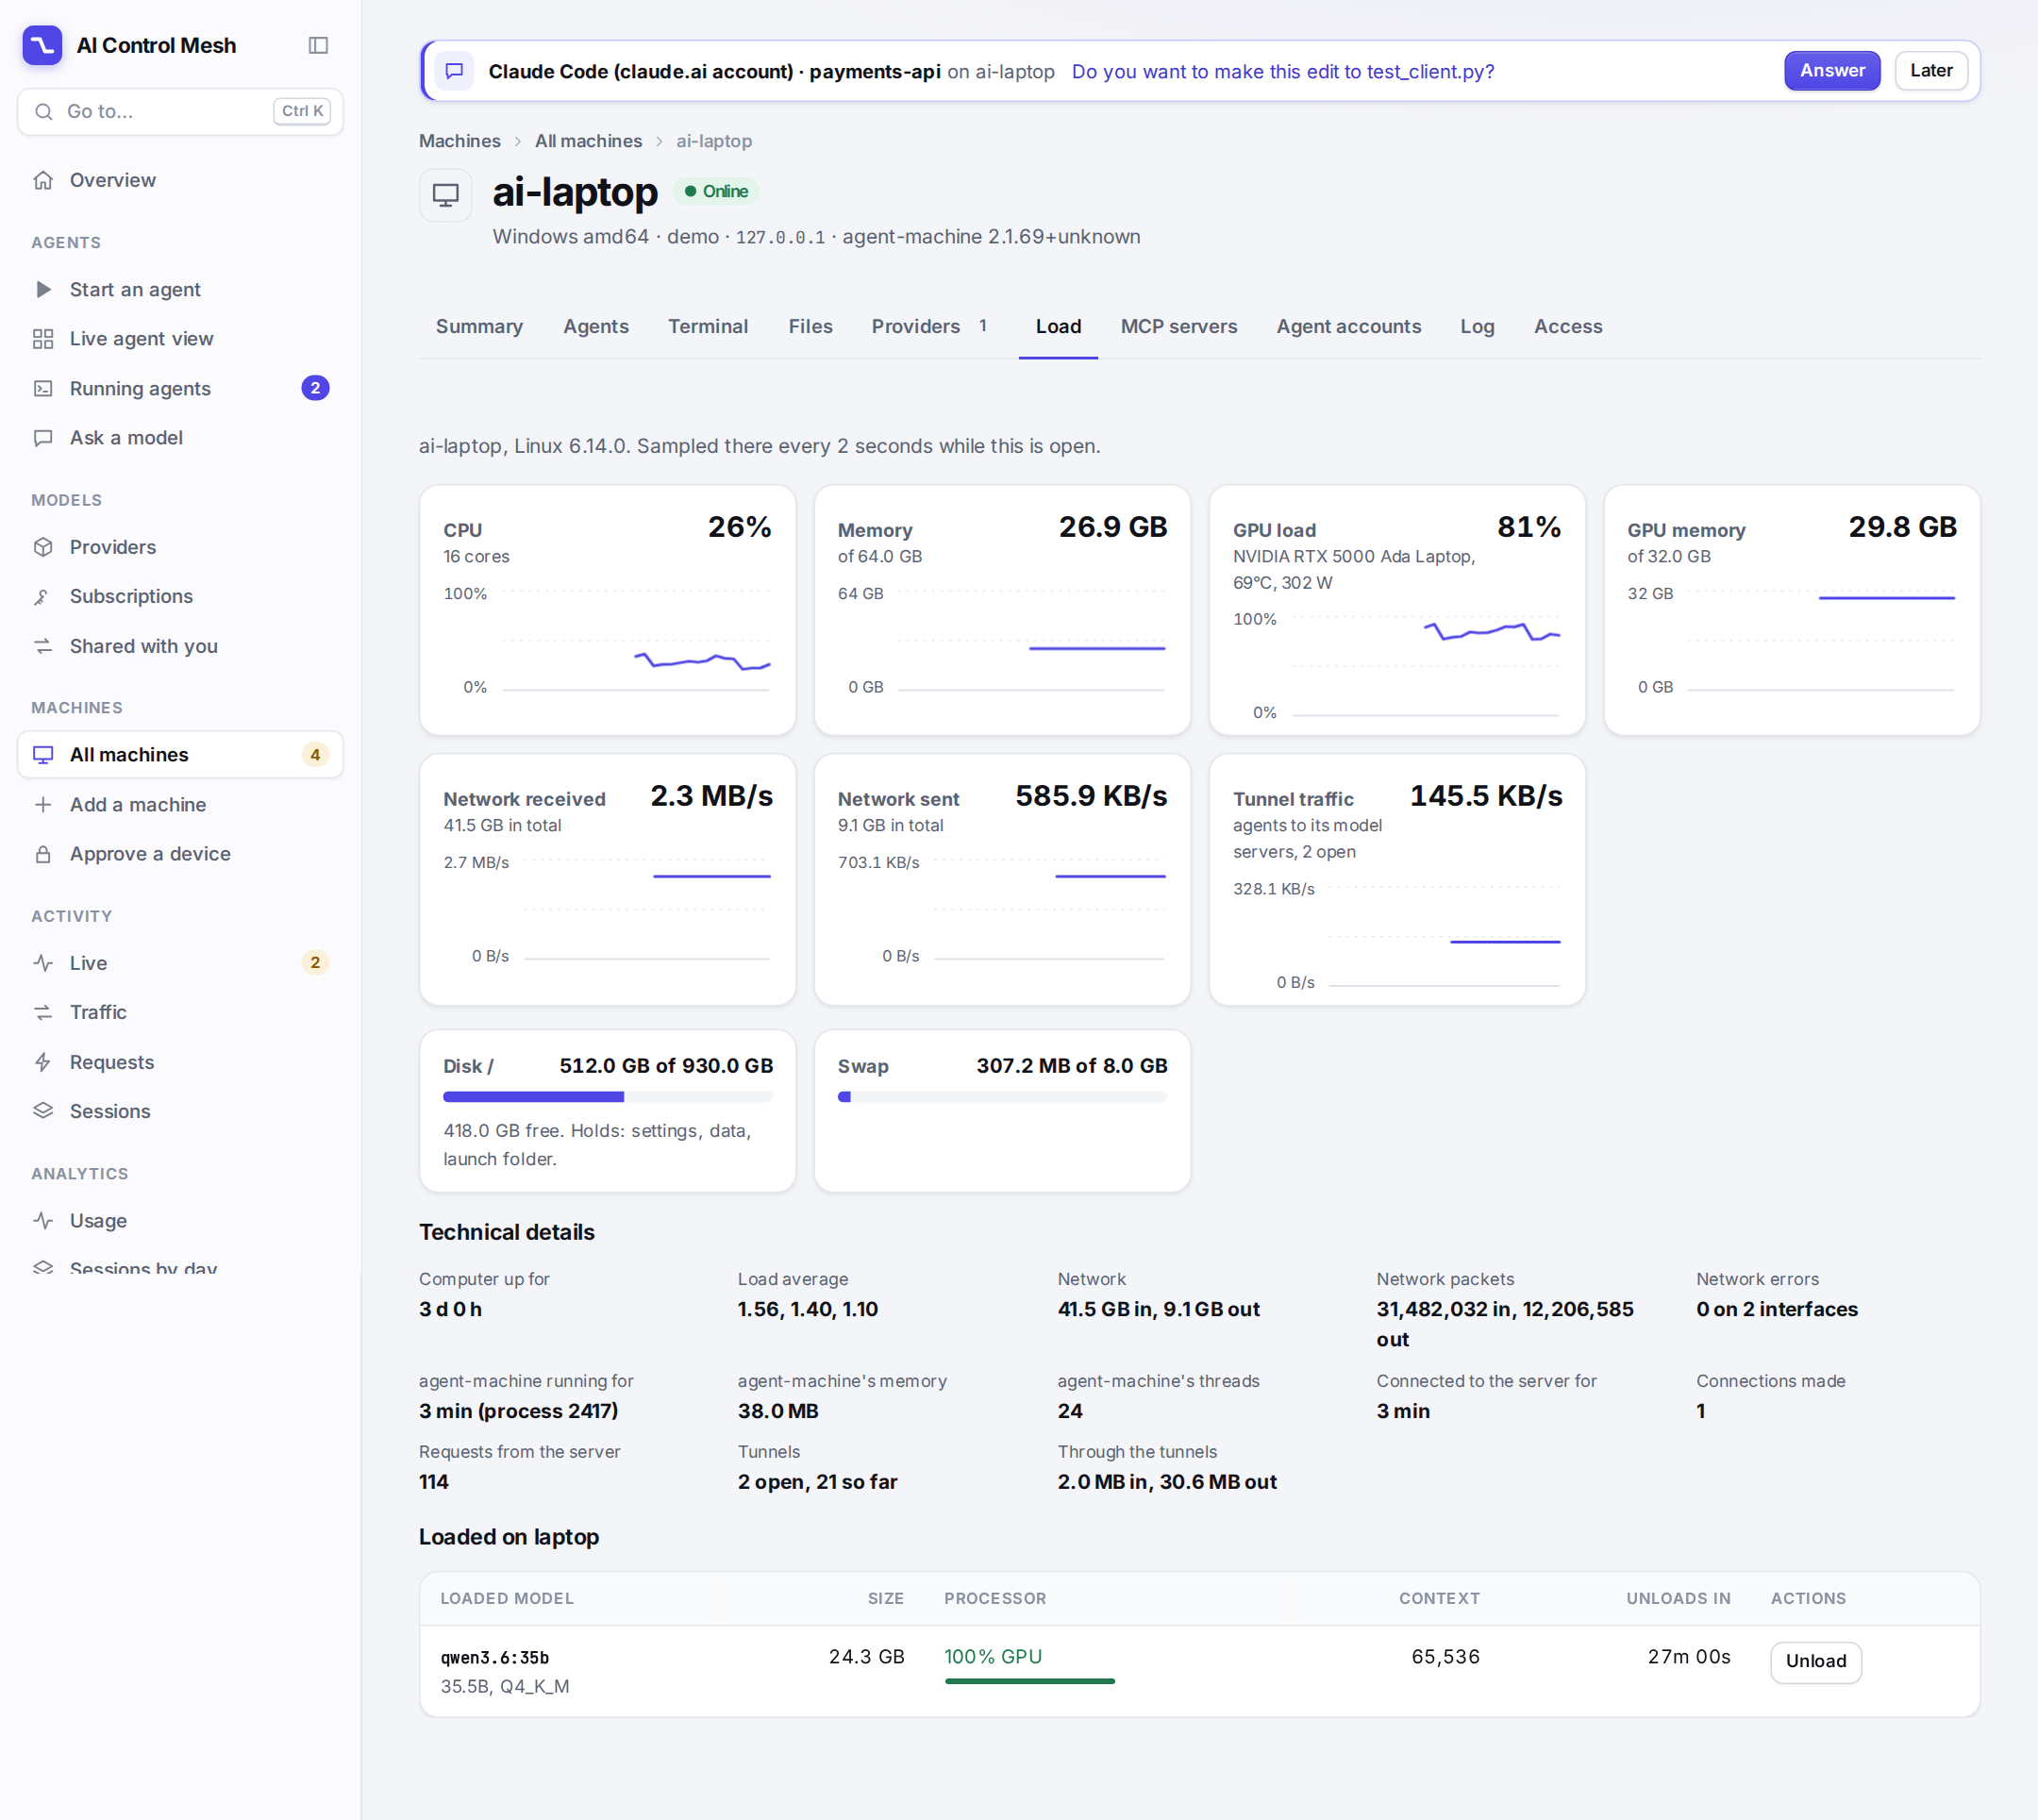 AI Control Mesh
Go to...
Ctrl K
Overview
AGENTS
Start an agent
Live agent view
Running agents 2
Ask a model
MODELS
Providers
Subscriptions
Shared with you
MACHINES
All machines 4
Add a machine
Approve a device
ACTIVITY
Live 2
Traffic
Requests
Sessions
ANALYTICS
Usage
Sessions by day
Claude Code (claude.ai account) · payments-api on ai-laptop Do you want to make this edit to test_client.py? Answer Later
Machines > All machines > ai-laptop
ai-laptop Online
Windows amd64 · demo · 127.0.0.1 · agent-machine 2.1.69+unknown
Summary Agents Terminal Files Providers 1 Load MCP servers Agent accounts Log Access
ai-laptop, Linux 6.14.0. Sampled there every 2 seconds while this is open.
CPU 26%
16 cores
100%
0%
Memory 26.9 GB
of 64.0 GB
64 GB
0 GB
GPU load 81%
NVIDIA RTX 5000 Ada Laptop,
69°C, 302 W
100%
0%
GPU memory 29.8 GB
of 32.0 GB
32 GB
0 GB
Network received 2.3 MB/s
41.5 GB in total
2.7 MB/s
0 B/s
Network sent 585.9 KB/s
9.1 GB in total
703.1 KB/s
0 B/s
Tunnel traffic 145.5 KB/s
agents to its model
servers, 2 open
328.1 KB/s
0 B/s
Disk / 512.0 GB of 930.0 GB
418.0 GB free. Holds: settings, data,
launch folder.
Swap 307.2 MB of 8.0 GB
Technical details
Computer up for
3 d 0 h
Load average
1.56, 1.40, 1.10
Network
41.5 GB in, 9.1 GB out
Network packets
31,482,032 in, 12,206,585
out
Network errors
0 on 2 interfaces
agent-machine running for
3 min (process 2417)
agent-machine's memory
38.0 MB
agent-machine's threads
24
Connected to the server for
3 min
Connections made
1
Requests from the server
114
Tunnels
2 open, 21 so far
Through the tunnels
2.0 MB in, 30.6 MB out
Loaded on laptop
LOADED MODEL SIZE PROCESSOR CONTEXT UNLOADS IN ACTIONS
qwen3.6:35b 24.3 GB 100% GPU 65,536 27m 00s Unload
35.5B, Q4_K_M